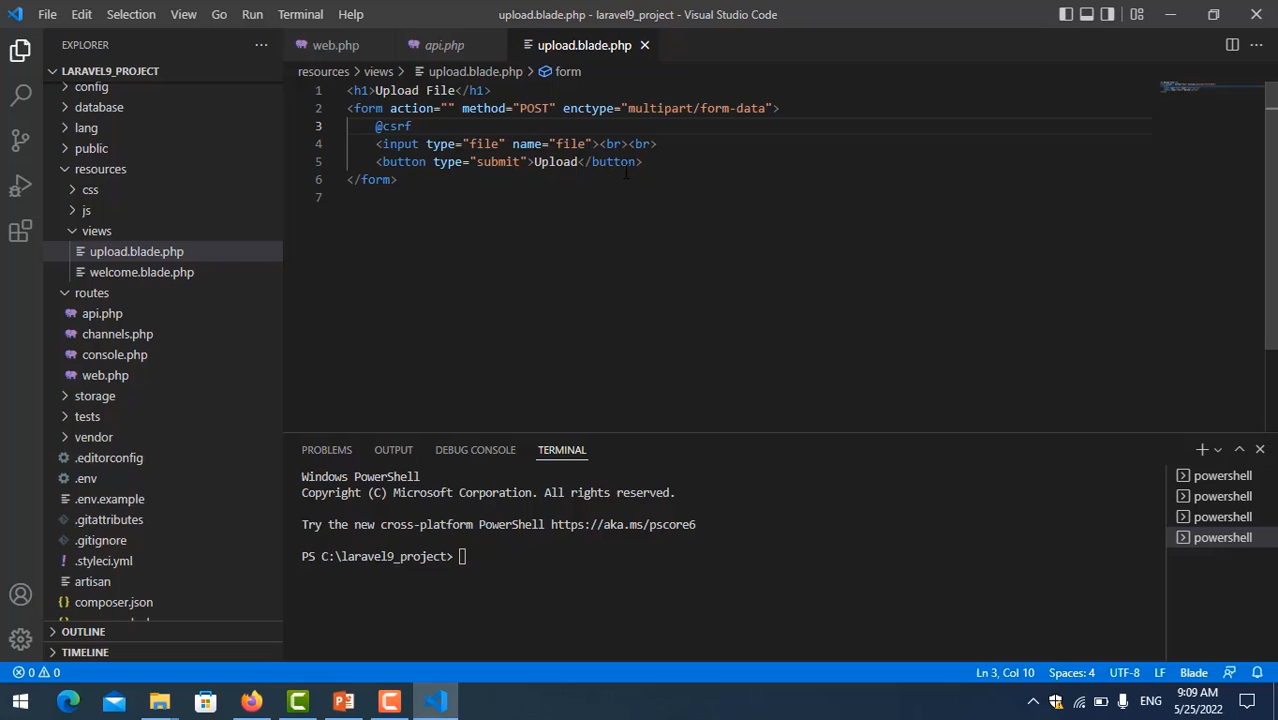 File Edit Selection View Go Run Terminal Help upload.blade.php - laravel9_project - Visual Studio Code
EXPLORER
LARAVEL9_PROJECT
config
database
lang
public
resources
css
js
views
upload.blade.php
welcome.blade.php
routes
api.php
channels.php
console.php
web.php
storage
tests
vendor
.editorconfig
.env
.env.example
.gitattributes
.gitignore
.styleci.yml
artisan
composer.json
OUTLINE
TIMELINE
web.php api.php upload.blade.php
resources > views > upload.blade.php > form
1 <h1>Upload File</h1>
2 <form action="" method="POST" enctype="multipart/form-data">
3 @csrf
4 <input type="file" name="file"><br><br>
5 <button type="submit">Upload</button>
6 </form>
7
PROBLEMS OUTPUT DEBUG CONSOLE TERMINAL
Windows PowerShell
Copyright (C) Microsoft Corporation. All rights reserved.
Try the new cross-platform PowerShell https://aka.ms/pscore6
PS C:\laravel9_project>
powershell
powershell
powershell
powershell
0 0 Ln 3, Col 10 Spaces: 4 UTF-8 LF Blade
ENG 9:09 AM
5/25/2022